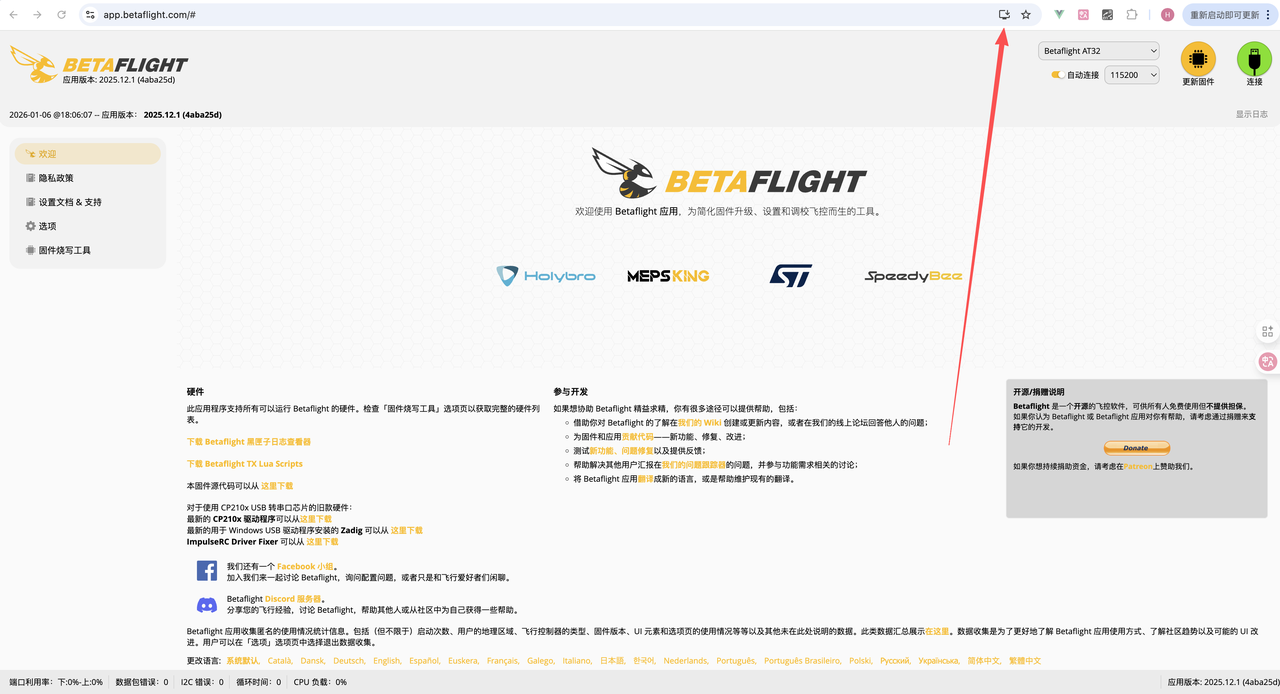 app.betaflight.com/#
H
重新启动即可更新
BETAFLIGHT
应用版本: 2025.12.1 (4aba25d)
Betaflight AT32
自动连接
115200
更新固件
连接
2026-01-06 @18:06:07 -- 应用版本： 2025.12.1 (4aba25d)
显示日志
欢迎
隐私政策
设置文档 & 支持
选项
固件烧写工具
BETAFLIGHT
欢迎使用 Betaflight 应用，为简化固件升级、设置和调校飞控而生的工具。
Holybro
MEPSKING
ST
SpeedyBee
硬件
此应用程序支持所有可以运行 Betaflight 的硬件。检查「固件烧写工具」选项页以获取完整的硬件列
表。
下载 Betaflight 黑匣子日志查看器
下载 Betaflight TX Lua Scripts
本固件源代码可以从 这里下载
对于使用 CP210x USB 转串口芯片的旧款硬件：
最新的 CP210x 驱动程序可以从这里下载
最新的用于 Windows USB 驱动程序安装的 Zadig 可以从 这里下载
ImpulseRC Driver Fixer 可以从 这里下载
我们还有一个 Facebook 小组。
加入我们来一起讨论 Betaflight，询问配置问题，或者只是和飞行爱好者们闲聊。
Betaflight Discord 服务器。
分享您的飞行经验，讨论 Betaflight，帮助其他人或从社区中为自己获得一些帮助。
参与开发
如果想协助 Betaflight 精益求精，你有很多途径可以提供帮助，包括：
借助你对 Betaflight 的了解在我们的 Wiki 创建或更新内容，或者在我们的线上论坛回答他人的问题；
为固件和应用贡献代码——新功能、修复、改进；
测试新功能、问题修复以及提供反馈；
帮助解决其他用户汇报在我们的问题跟踪器的问题，并参与功能需求相关的讨论；
将 Betaflight 应用翻译成新的语言，或是帮助维护现有的翻译。
开源/捐赠说明
Betaflight 是一个开源的飞控软件，可供所有人免费使用但不提供担保。
如果你认为 Betaflight 或 Betaflight 应用对你有帮助，请考虑通过捐赠来支
持它的开发。
Donate
如果你想持续捐助资金，请考虑在Patreon上赞助我们。
Betaflight 应用收集匿名的使用情况统计信息。包括（但不限于）启动次数、用户的地理区域、飞行控制器的类型、固件版本、UI 元素和选项页的使用情况等等以及其他未在此处说明的数据。此类数据汇总展示在这里。数据收集是为了更好地了解 Betaflight 应用使用方式、了解社区趋势以及可能的 UI 改
进。用户可以在「选项」选项页中选择退出数据收集。
更改语言: 系统默认, Català, Dansk, Deutsch, English, Español, Euskera, Français, Galego, Italiano, 日本語, 한국어, Nederlands, Português, Português Brasileiro, Polski, Русский, Українська, 简体中文, 繁體中文
端口利用率: 下:0%-上:0% 数据包错误: 0 I2C 错误: 0 循环时间: 0 CPU 负载: 0% 应用版本: 2025.12.1 (4aba25d)